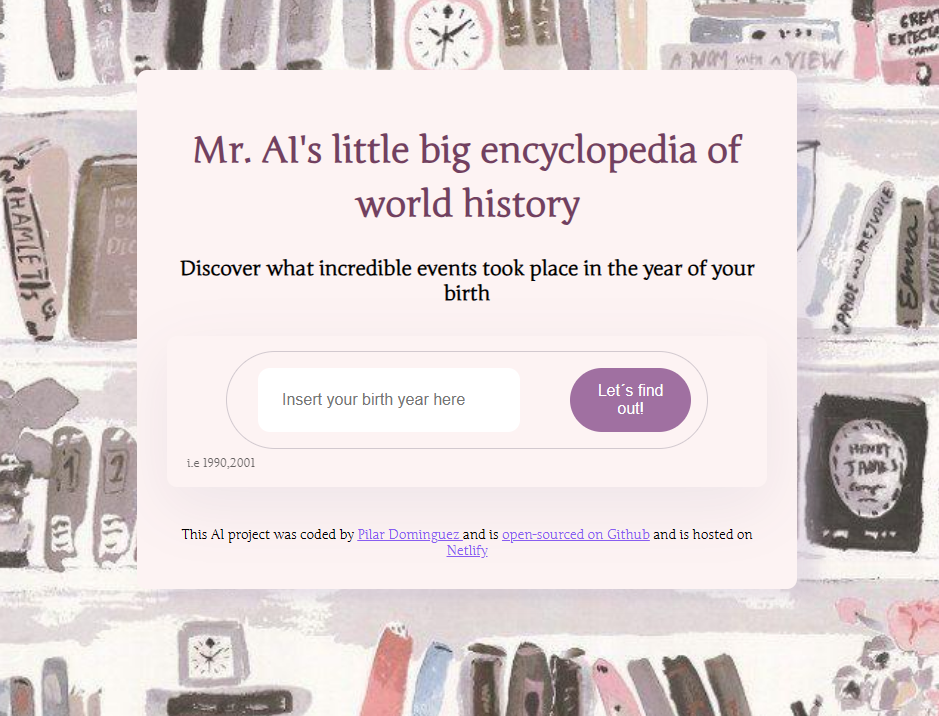 GREAT
EXPECTA
A ROOM with A VIEW
Mr. AI's little big encyclopedia of
world history
HAMLET
PRIDE and PREJUDICE
Emma
Discover what incredible events took place in the year of your
birth
Insert your birth year here
Let´s find
out!
i.e 1990,2001
HENRY
JAMES
1
2
This AI project was coded by Pilar Dominguez and is open-sourced on Github and is hosted on
Netlify